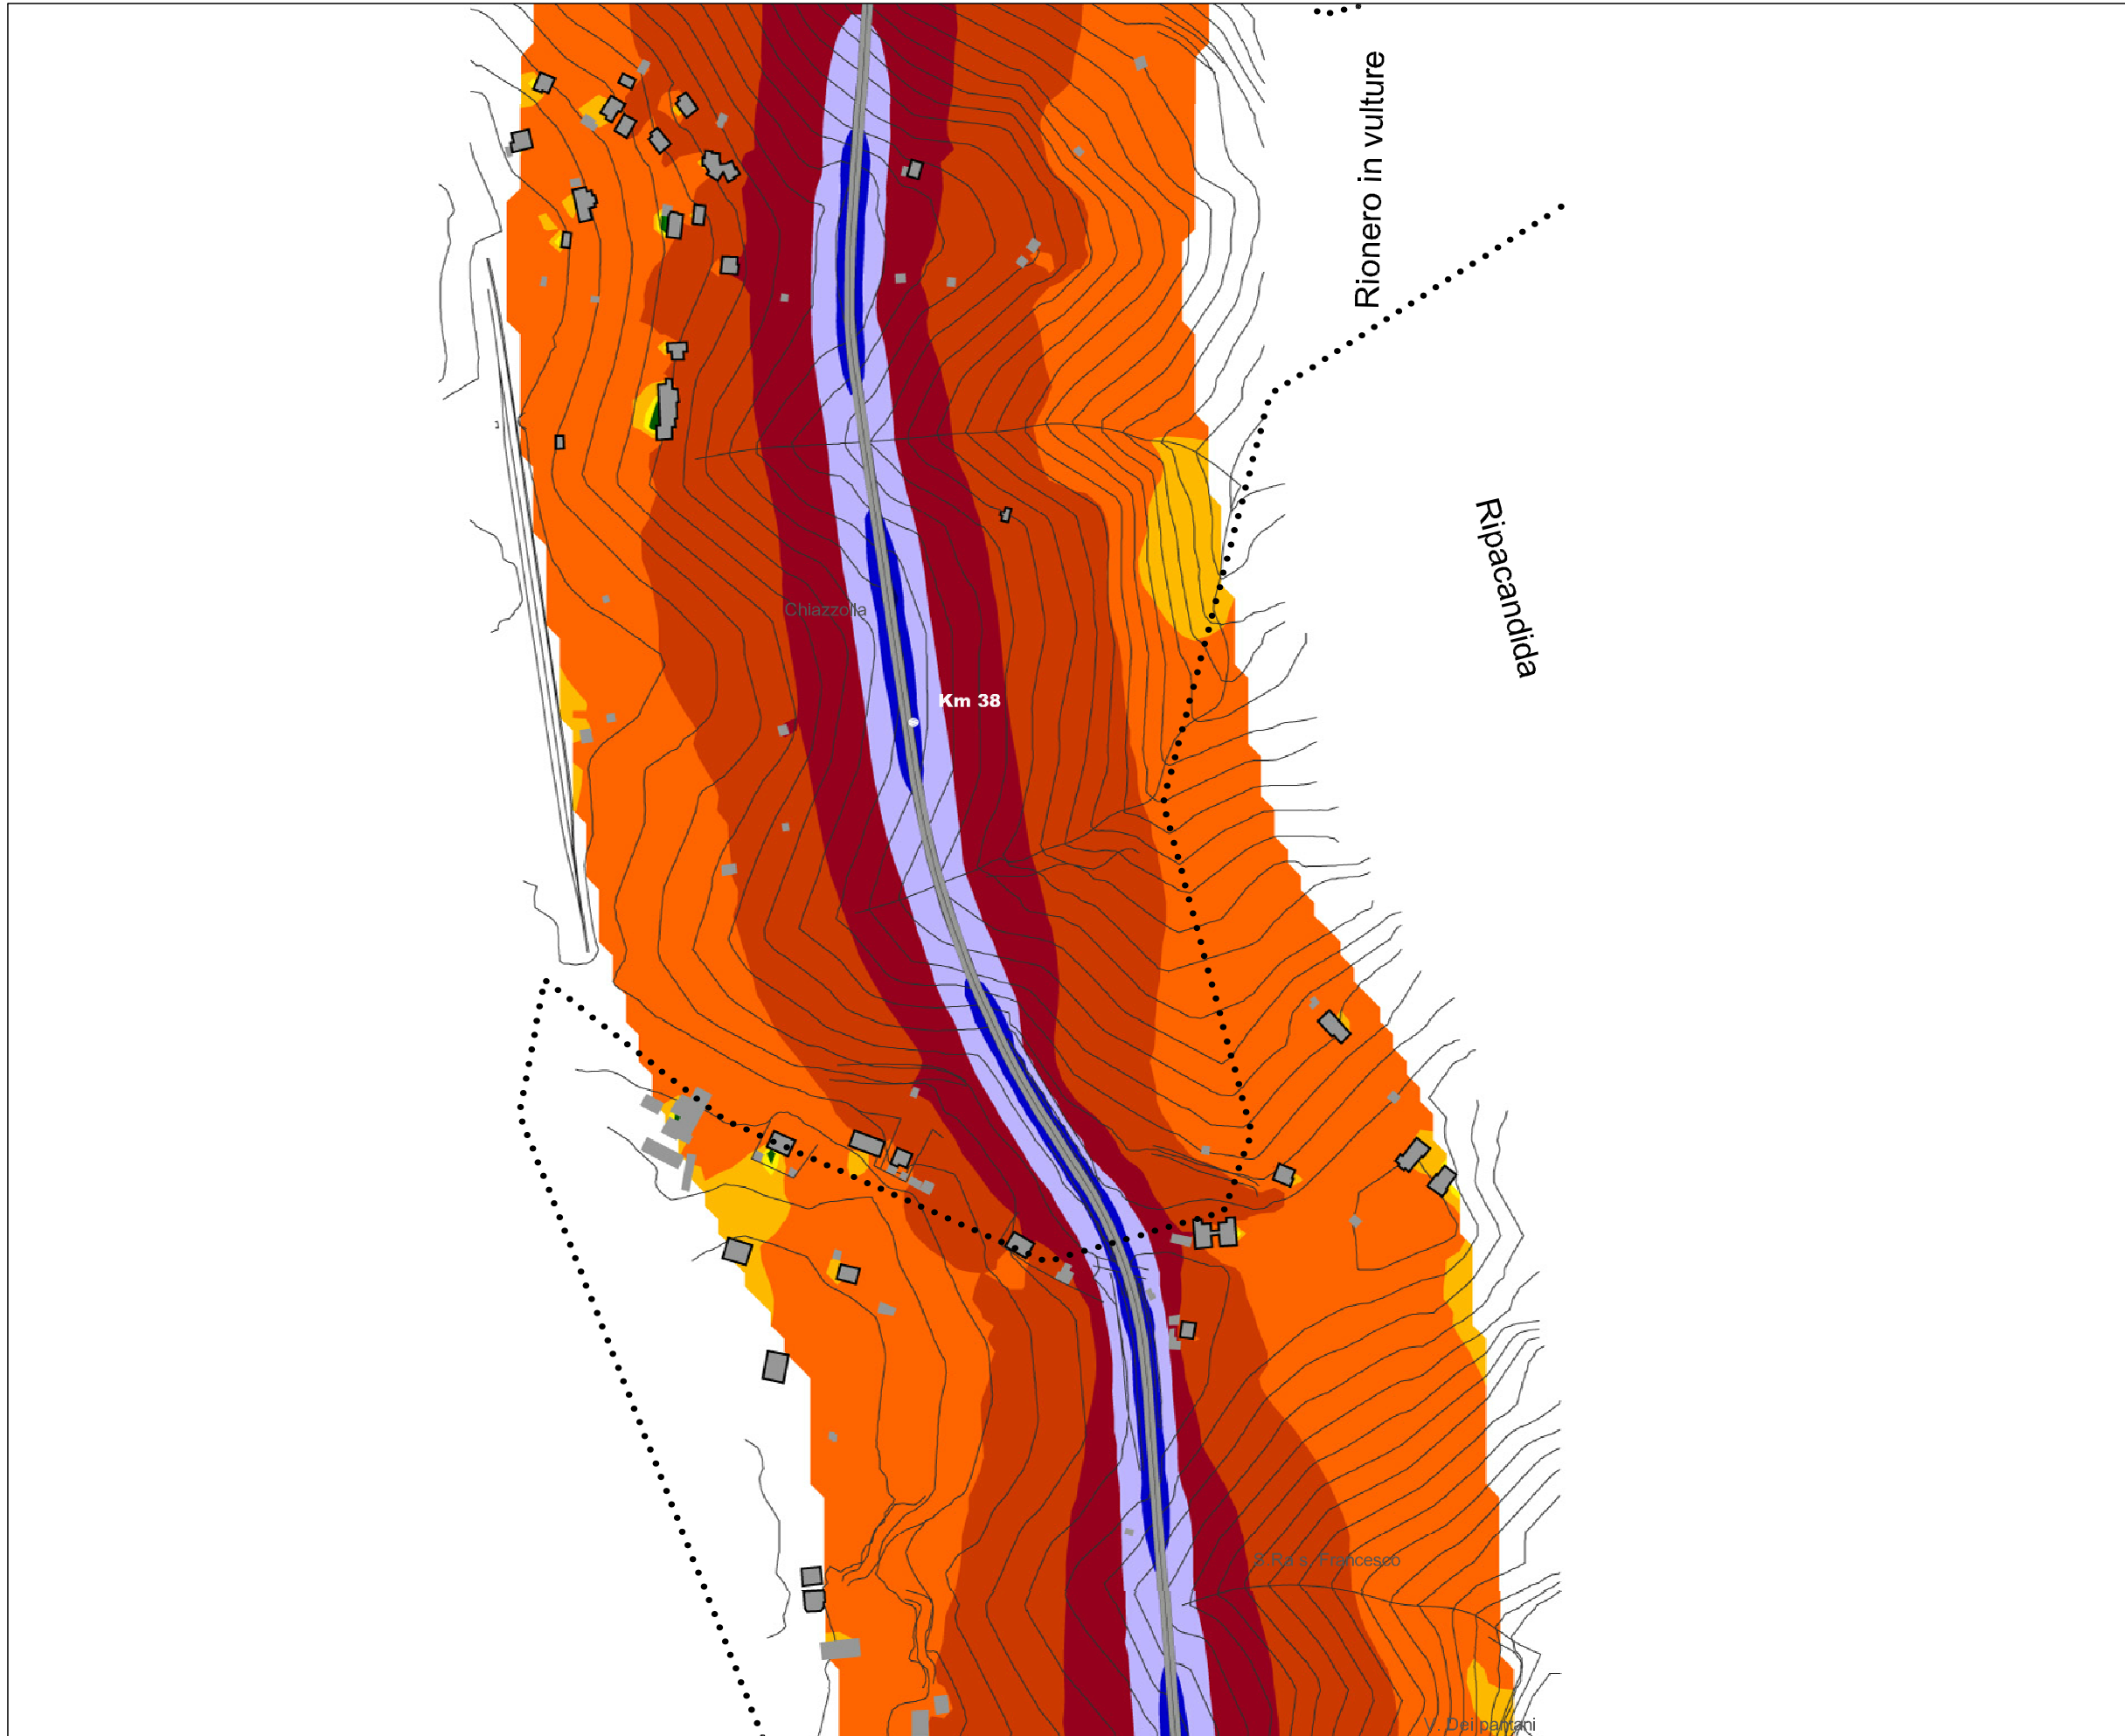 Rionero in vulture
Ripacandida
Chiazzolla
Km 38
S.Ra s. Francesco
V. Dei pantani